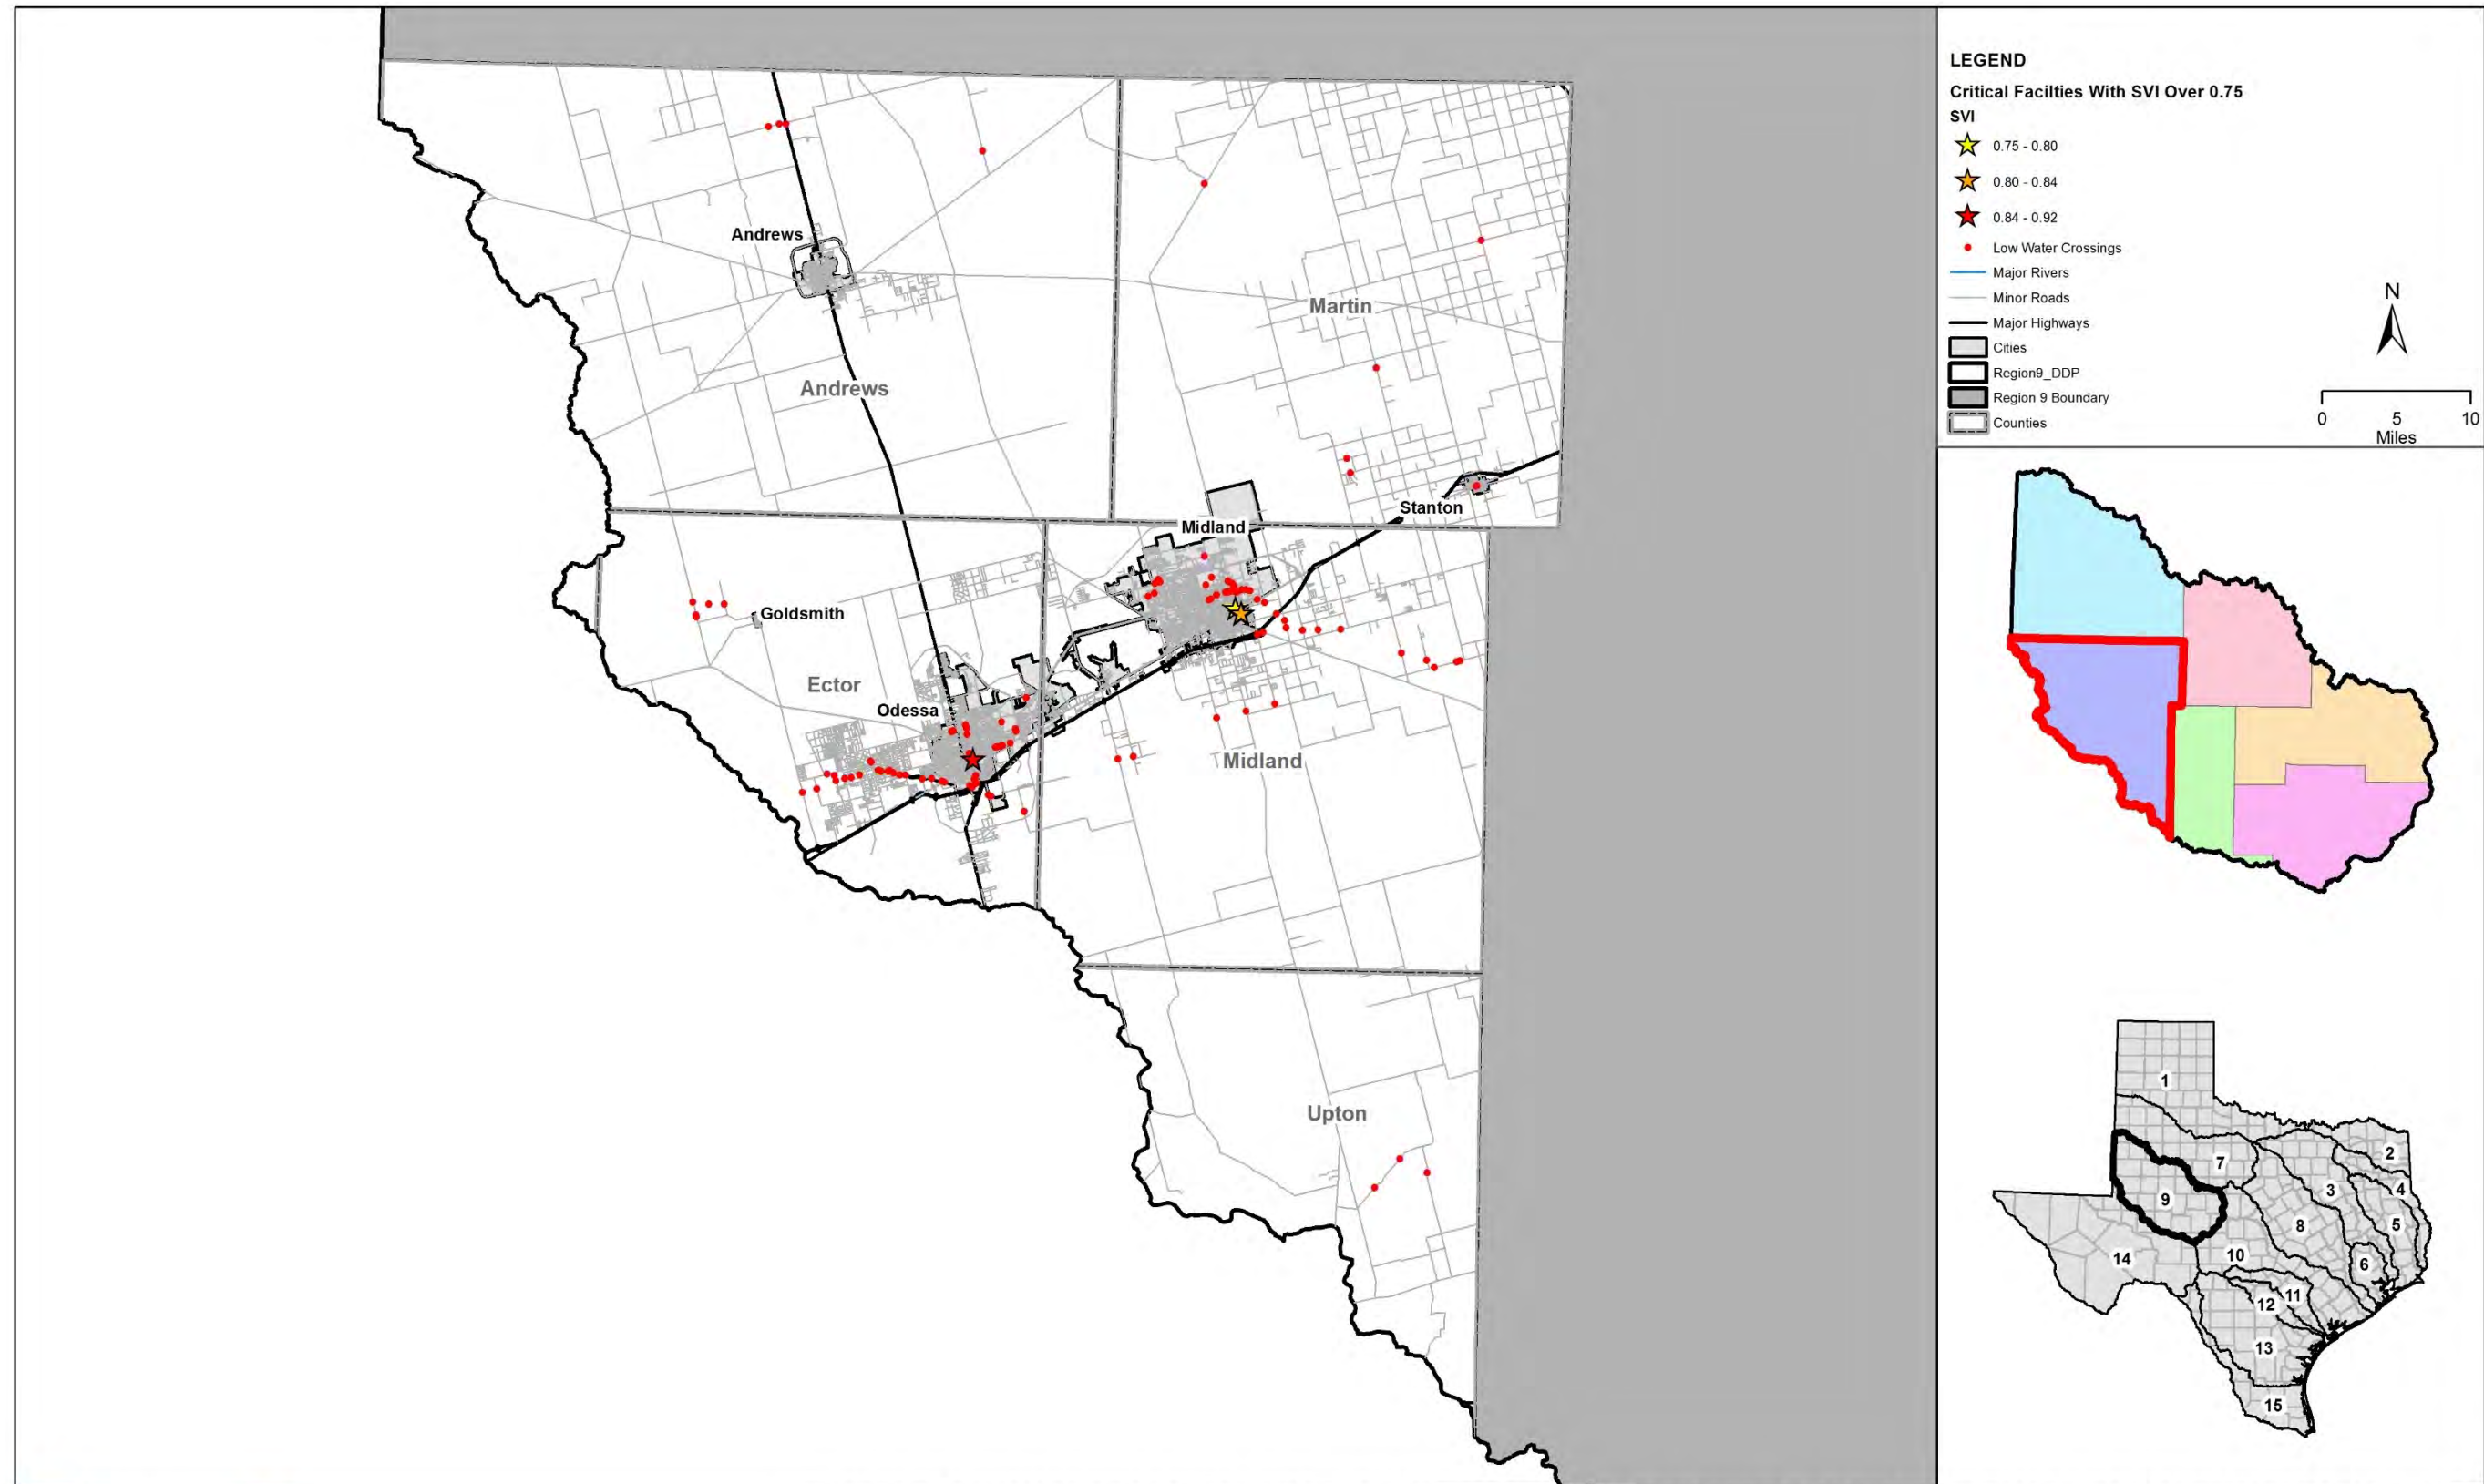 Andrews
Martin
Andrews
Stanton
Midland
Goldsmith
Ector
Odessa
Midland
Upton
LEGEND
Critical Facilties With SVI Over 0.75
SVI
0.75 - 0.80
0.80 - 0.84
0.84 - 0.92
Low Water Crossings
Major Rivers
Minor Roads
Major Highways
Cities
Region9_DDP
Region 9 Boundary
Counties
N
0 5 10
Miles
1
2
7
3
4
9
8
5
10
14
6
11
12
13
15